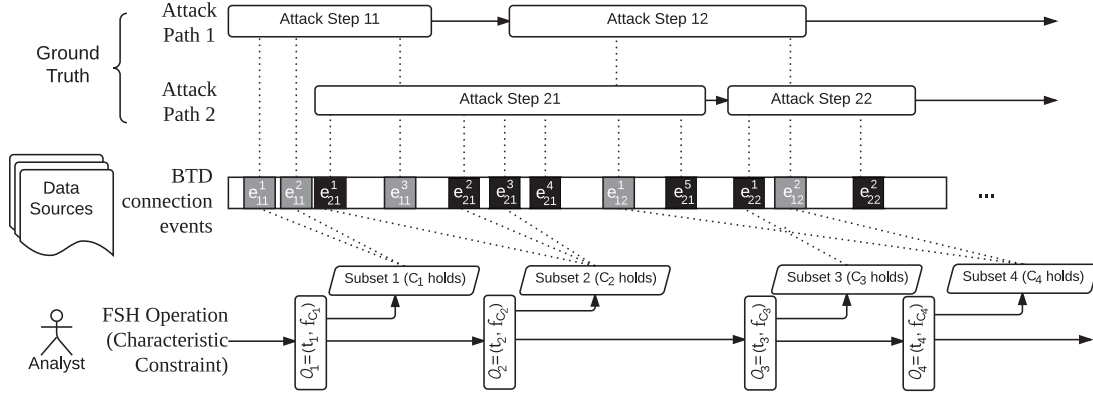 Attack
Path 1
Attack Step 11
Attack Step 12
Ground
Truth
Attack
Path 2
Attack Step 21
Attack Step 22
Data
Sources
BTD
connection
events
e¹₁₁ e²₁₁ e¹₂₁ e³₁₁ e²₂₁ e³₂₁ e⁴₂₁ e¹₁₂ e⁵₂₁ e¹₂₂ e²₁₂ e²₂₂ ...
Subset 1 (C₁ holds)
Subset 2 (C₂ holds)
Subset 3 (C₃ holds)
Subset 4 (C₄ holds)
Analyst
FSH Operation
(Characteristic
Constraint)
O₁=(t₁, f_C₁)
O₂=(t₂, f_C₂)
O₃=(t₃, f_C₃)
O₄=(t₄, f_C₄)